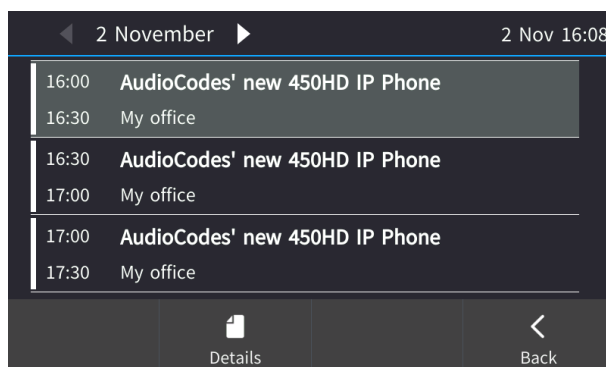 2 November 2 Nov 16:08
16:00 AudioCodes' new 450HD IP Phone
16:30 My office
16:30 AudioCodes' new 450HD IP Phone
17:00 My office
17:00 AudioCodes' new 450HD IP Phone
17:30 My office
Details Back